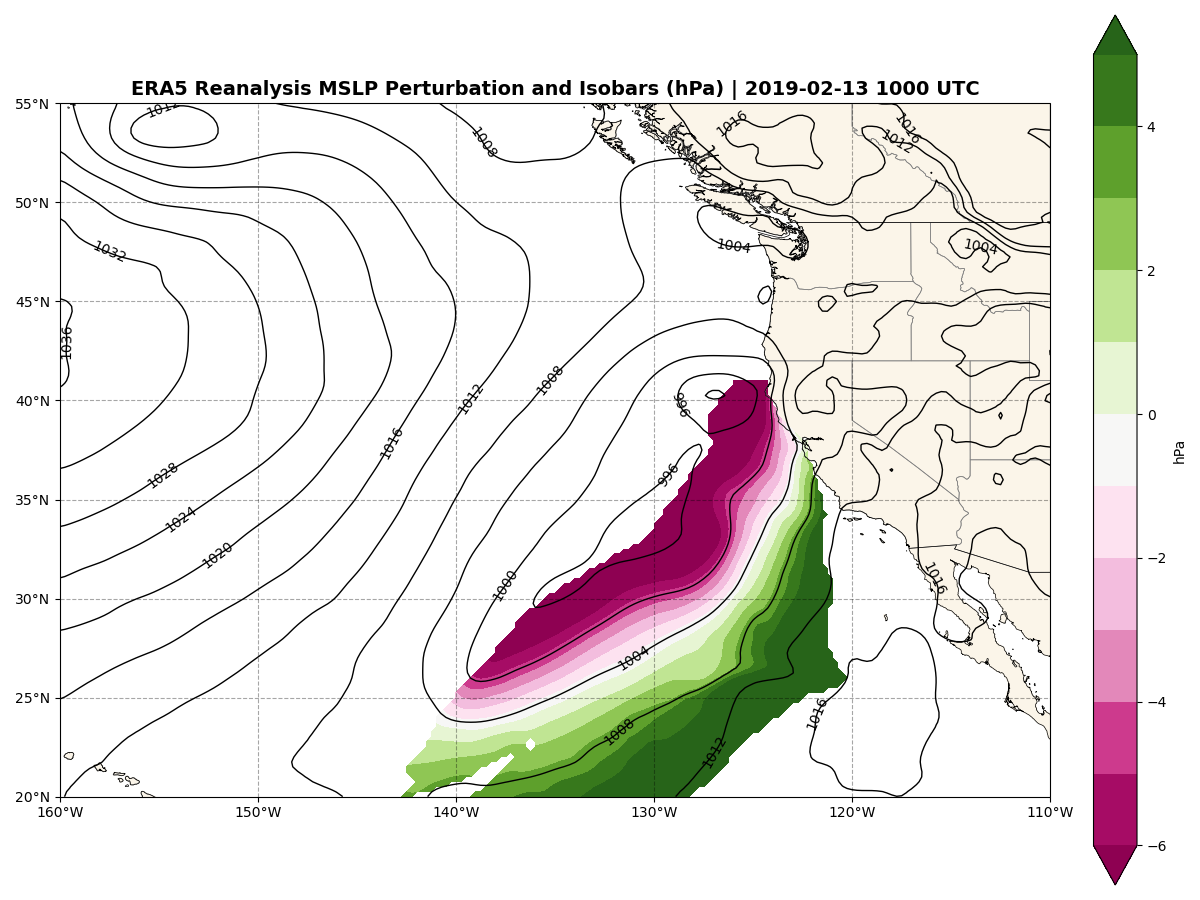 ERA5 Reanalysis MSLP Perturbation and Isobars (hPa) | 2019-02-13 1000 UTC
55°N
50°N
45°N
40°N
35°N
30°N
25°N
20°N
160°W
150°W
140°W
130°W
120°W
110°W
1012
1008
1016
1016
1012
1032
1004
1004
1036
1008
1012
996
1016
996
1028
1024
1020
1000
1016
1004
1016
1008
1012
4
2
0
−2
−4
−6
hPa